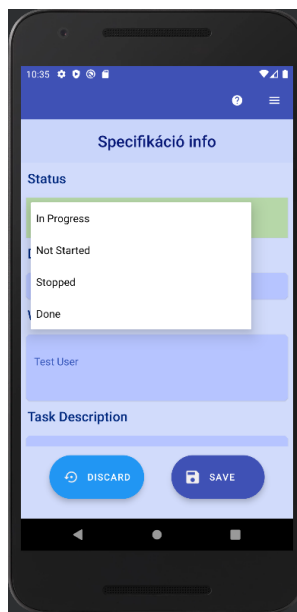 10:35
Specifikáció info
Status
In Progress
Not Started
Stopped
Done
Test User
Task Description
DISCARD
SAVE